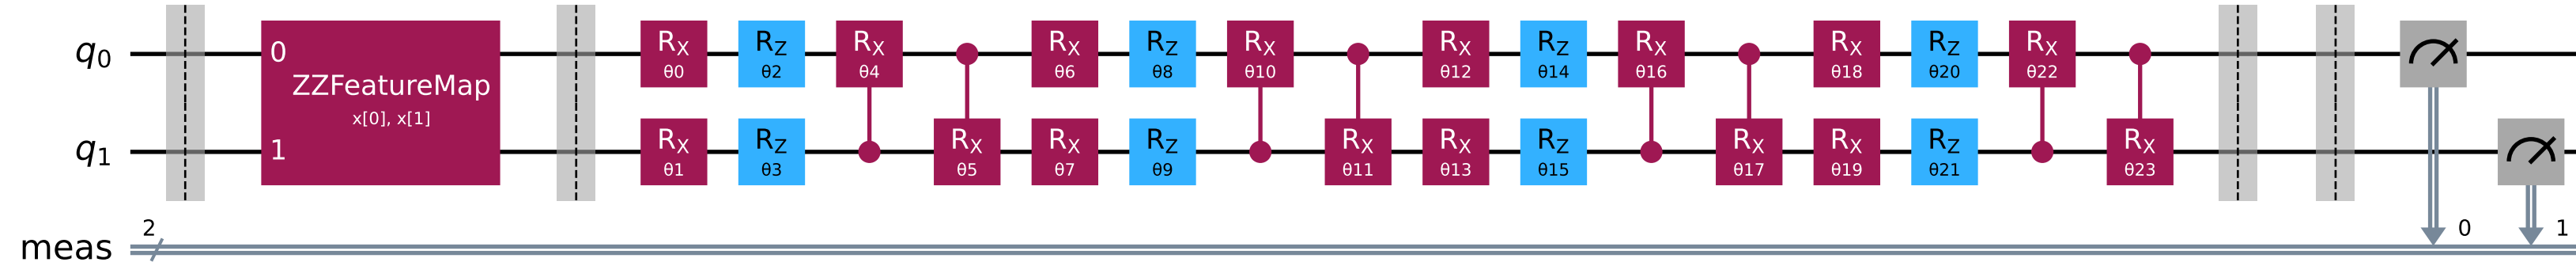 q0 0 ZZFeatureMap x[0], x[1] 1
RX θ0 RZ θ2 RX θ4 RX θ6 RZ θ8 RX θ10 RX θ12 RZ θ14 RX θ16 RX θ18 RZ θ20 RX θ22
q1 RX θ1 RZ θ3 RX θ5 RX θ7 RZ θ9 RX θ11 RX θ13 RZ θ15 RX θ17 RX θ19 RZ θ21 RX θ23
meas 2 0 1